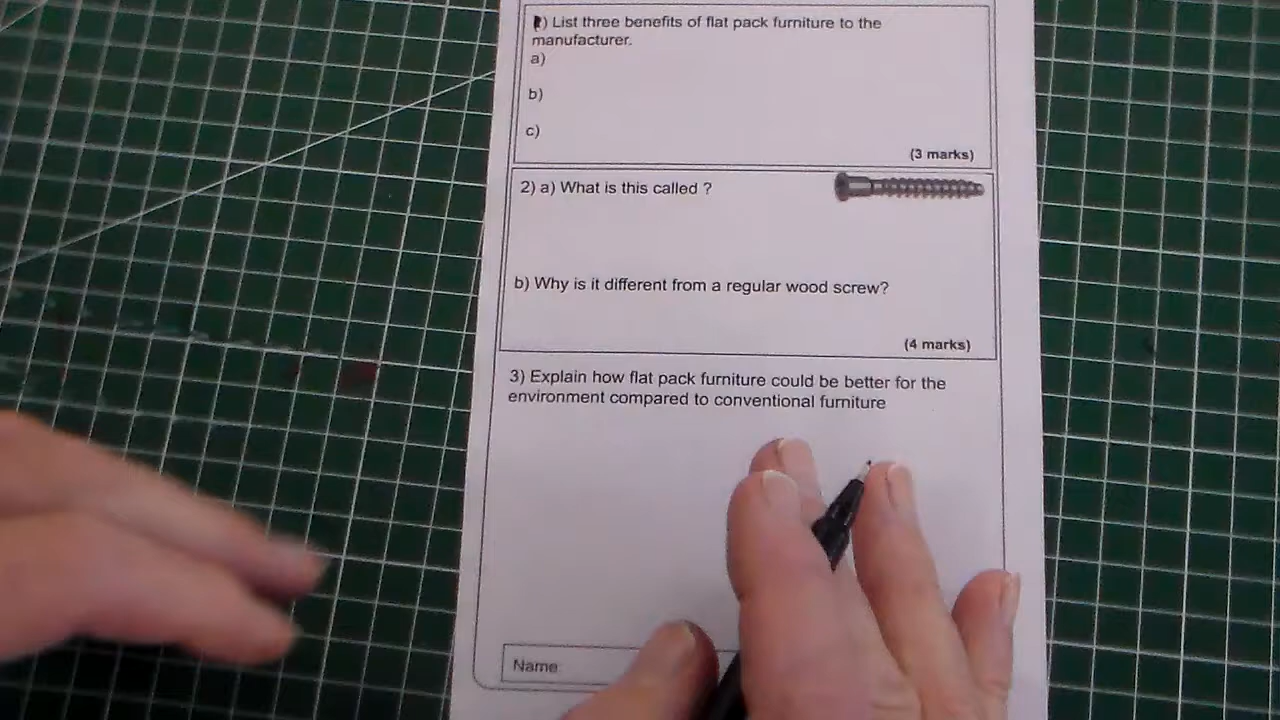 1) List three benefits of flat pack furniture to the
manufacturer.
a)
b)
c)
(3 marks)
2) a) What is this called ?
b) Why is it different from a regular wood screw?
(4 marks)
3) Explain how flat pack furniture could be better for the
environment compared to conventional furniture
Name: